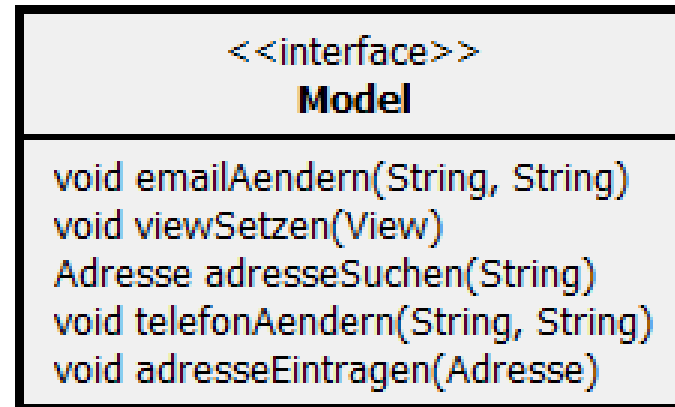 <<interface>>
Model
void emailAendern(String, String)
void viewSetzen(View)
Adresse adresseSuchen(String)
void telefonAendern(String, String)
void adresseEintragen(Adresse)